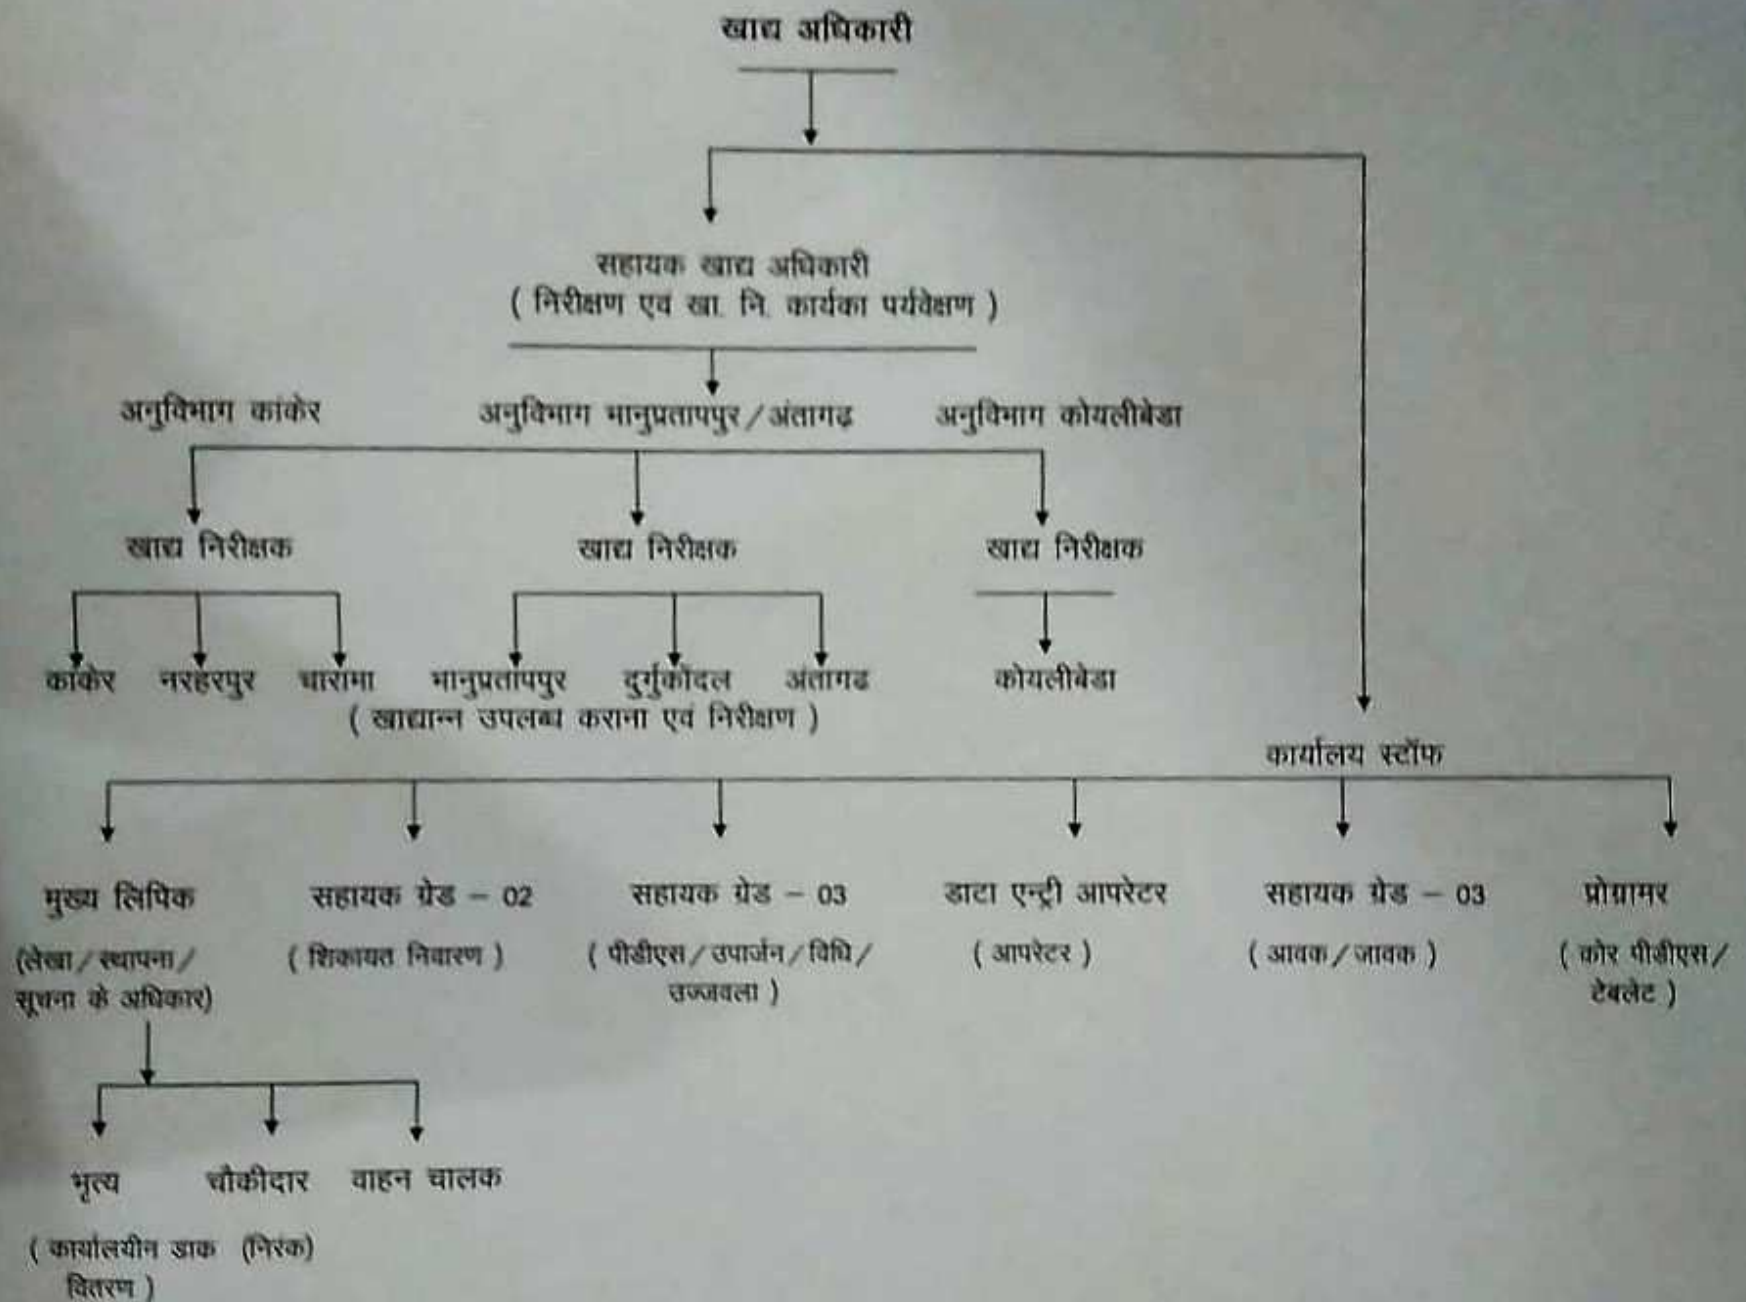 खाद्य अधिकारी
सहायक खाद्य अधिकारी
( निरीक्षण एवं खा. नि. कार्यका पर्यवेक्षण )
अनुविभाग कांकेर अनुविभाग भानुप्रतापपुर/अंतागढ अनुविभाग कोयलीबेडा
खाद्य निरीक्षक खाद्य निरीक्षक खाद्य निरीक्षक
कांकेर नरहरपुर चारामा भानुप्रतापपुर दुर्गुकोंदल अंतागढ कोयलीबेडा
( खाद्यान्न उपलब्ध कराना एवं निरीक्षण )
कार्यालय स्टॉफ
मुख्य लिपिक सहायक ग्रेड – 02 सहायक ग्रेड – 03 डाटा एन्ट्री आपरेटर सहायक ग्रेड – 03 प्रोग्रामर
(लेखा/स्थापना/ ( शिकायत निवारण ) ( पीडीएस/उपार्जन/विधि/ ( आपरेटर ) ( आवक/जावक ) ( कोर पीडीएस/
सूचना के अधिकार) उज्जवला ) टेबलेट )
भृत्य चौकीदार वाहन चालक
( कार्यालयीन डाक (निरंक)
वितरण )